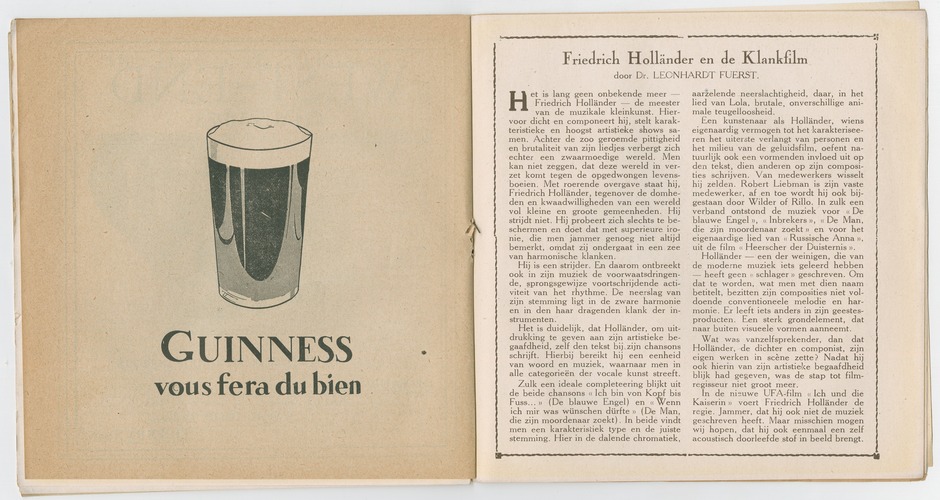 GUINNESS
vous fera du bien
Friedrich Holländer en de Klankfilm
door Dr. LEONHARDT FUERST.
Het is lang geen onbekende meer —
Friedrich Holländer — de meester
van de muzikale kleinkunst. Hier-
voor dicht en componeert hij, stelt karak-
teristieke en hoogst artistieke shows sa-
men. Achter de zoo geroemde pittigheid
en brutaliteit van zijn liedjes verbergt zich
echter een zwaarmoedige wereld. Men
kan niet zeggen, dat deze wereld in ver-
zet komt tegen de opgedwongen levens-
boeien. Met roerende overgave staat hij,
Friedrich Holländer, tegenover de domhe-
den en kwaadwilligheden van een wereld
vol kleine en groote gemeenheden. Hij
strijdt niet. Hij probeert zich slechts te be-
schermen en doet dat met superieure iro-
nie, die men jammer genoeg niet altijd
bemerkt, omdat zij ondergaat in een zee
van harmonische klanken.
Hij is een strijder. En daarom ontbreekt
ook in zijn muziek de voorwaatsdringen-
de, sprongsgewijze voortschrijdende acti-
viteit van het rhythme. De neerslag van
zijn stemming ligt in de zware harmonie
en in den haar dragenden klank der in-
strumenten.
Het is duidelijk, dat Holländer, om uit-
drukking te geven aan zijn artistieke be-
gaafdheid, zelf den tekst bij zijn chansons
schrijft. Hierbij bereikt hij een eenheid
van woord en muziek, waarnaar men in
alle categorieën der vocale kunst streeft.
Zulk een ideale completeering blijkt uit
de beide chansons « Ich bin von Kopf bis
Fuss... » (De blauwe Engel) en « Wenn
ich mir was wünschen dürfte » (De Man,
die zijn moordenaar zoekt). In beide vindt
men een karakteristiek type en de juiste
stemming. Hier in de dalende chromatiek,
aarzelende neerslachtigheid, daar, in het
lied van Lola, brutale, onverschillige ani-
male teugelloosheid.
Een kunstenaar als Holländer, wiens
eigenaardig vermogen tot het karakterisee-
ren het uiterste verlangt van personen en
het milieu van de geluidsfilm, oefent na-
tuurlijk ook een vormenden invloed uit op
den tekst, dien anderen op zijn composi-
ties schrijven. Van medewerkers wisselt
hij zelden. Robert Liebman is zijn vaste
medewerker, af en toe wordt hij ook bij-
gestaan door Wilder of Rillo. In zulk een
verband ontstond de muziek voor « De
blauwe Engel », « Inbrekers », « De Man,
die zijn moordenaar zoekt » en voor het
eigenaardige lied van « Russische Anna »,
uit de film « Heerscher der Duisternis ».
Holländer — een der weinigen, die van
de moderne muziek iets geleerd hebben
— heeft geen « schlager » geschreven. Om
dat te worden, wat men met dien naam
betitelt, bezitten zijn composities niet vol-
doende conventioneele melodie en har-
monie. Er leeft iets anders in zijn geestes-
producten. Een sterk grondelement, dat
naar buiten visueele vormen aanneemt.
Wat was vanzelfsprekender, dan dat
Holländer, de dichter en componist, zijn
eigen werken in scène zette? Nadat hij
ook hierin van zijn artistieke begaafdheid
blijk had gegeven, was de stap tot film-
regisseur niet groot meer.
In de nieuwe UFA-film « Ich und die
Kaiserin » voert Friedrich Holländer de
regie. Jammer, dat hij ook niet de muziek
geschreven heeft. Maar misschien mogen
wij hopen, dat hij ook eenmaal een zelf
acoustisch doorleefde stof in beeld brengt.